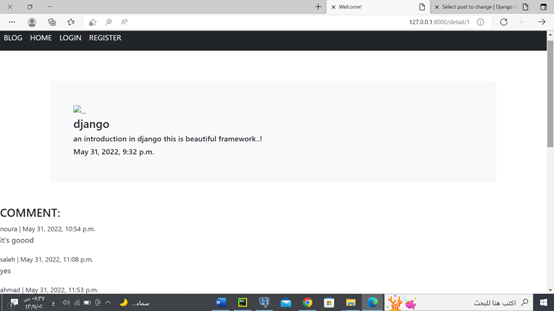 Welcome!
Select post to change | Django
127.0.0.1:8000/detail/1
BLOG HOME LOGIN REGISTER
django
an introduction in django this is beautiful framework..!
May 31, 2022, 9:32 p.m.
COMMENT:
noura | May 31, 2022, 10:54 p.m.
it's goood
saleh | May 31, 2022, 11:08 p.m.
yes
ahmad | May 31, 2022, 11:53 p.m.
سماء...
اكتب هنا للبحث